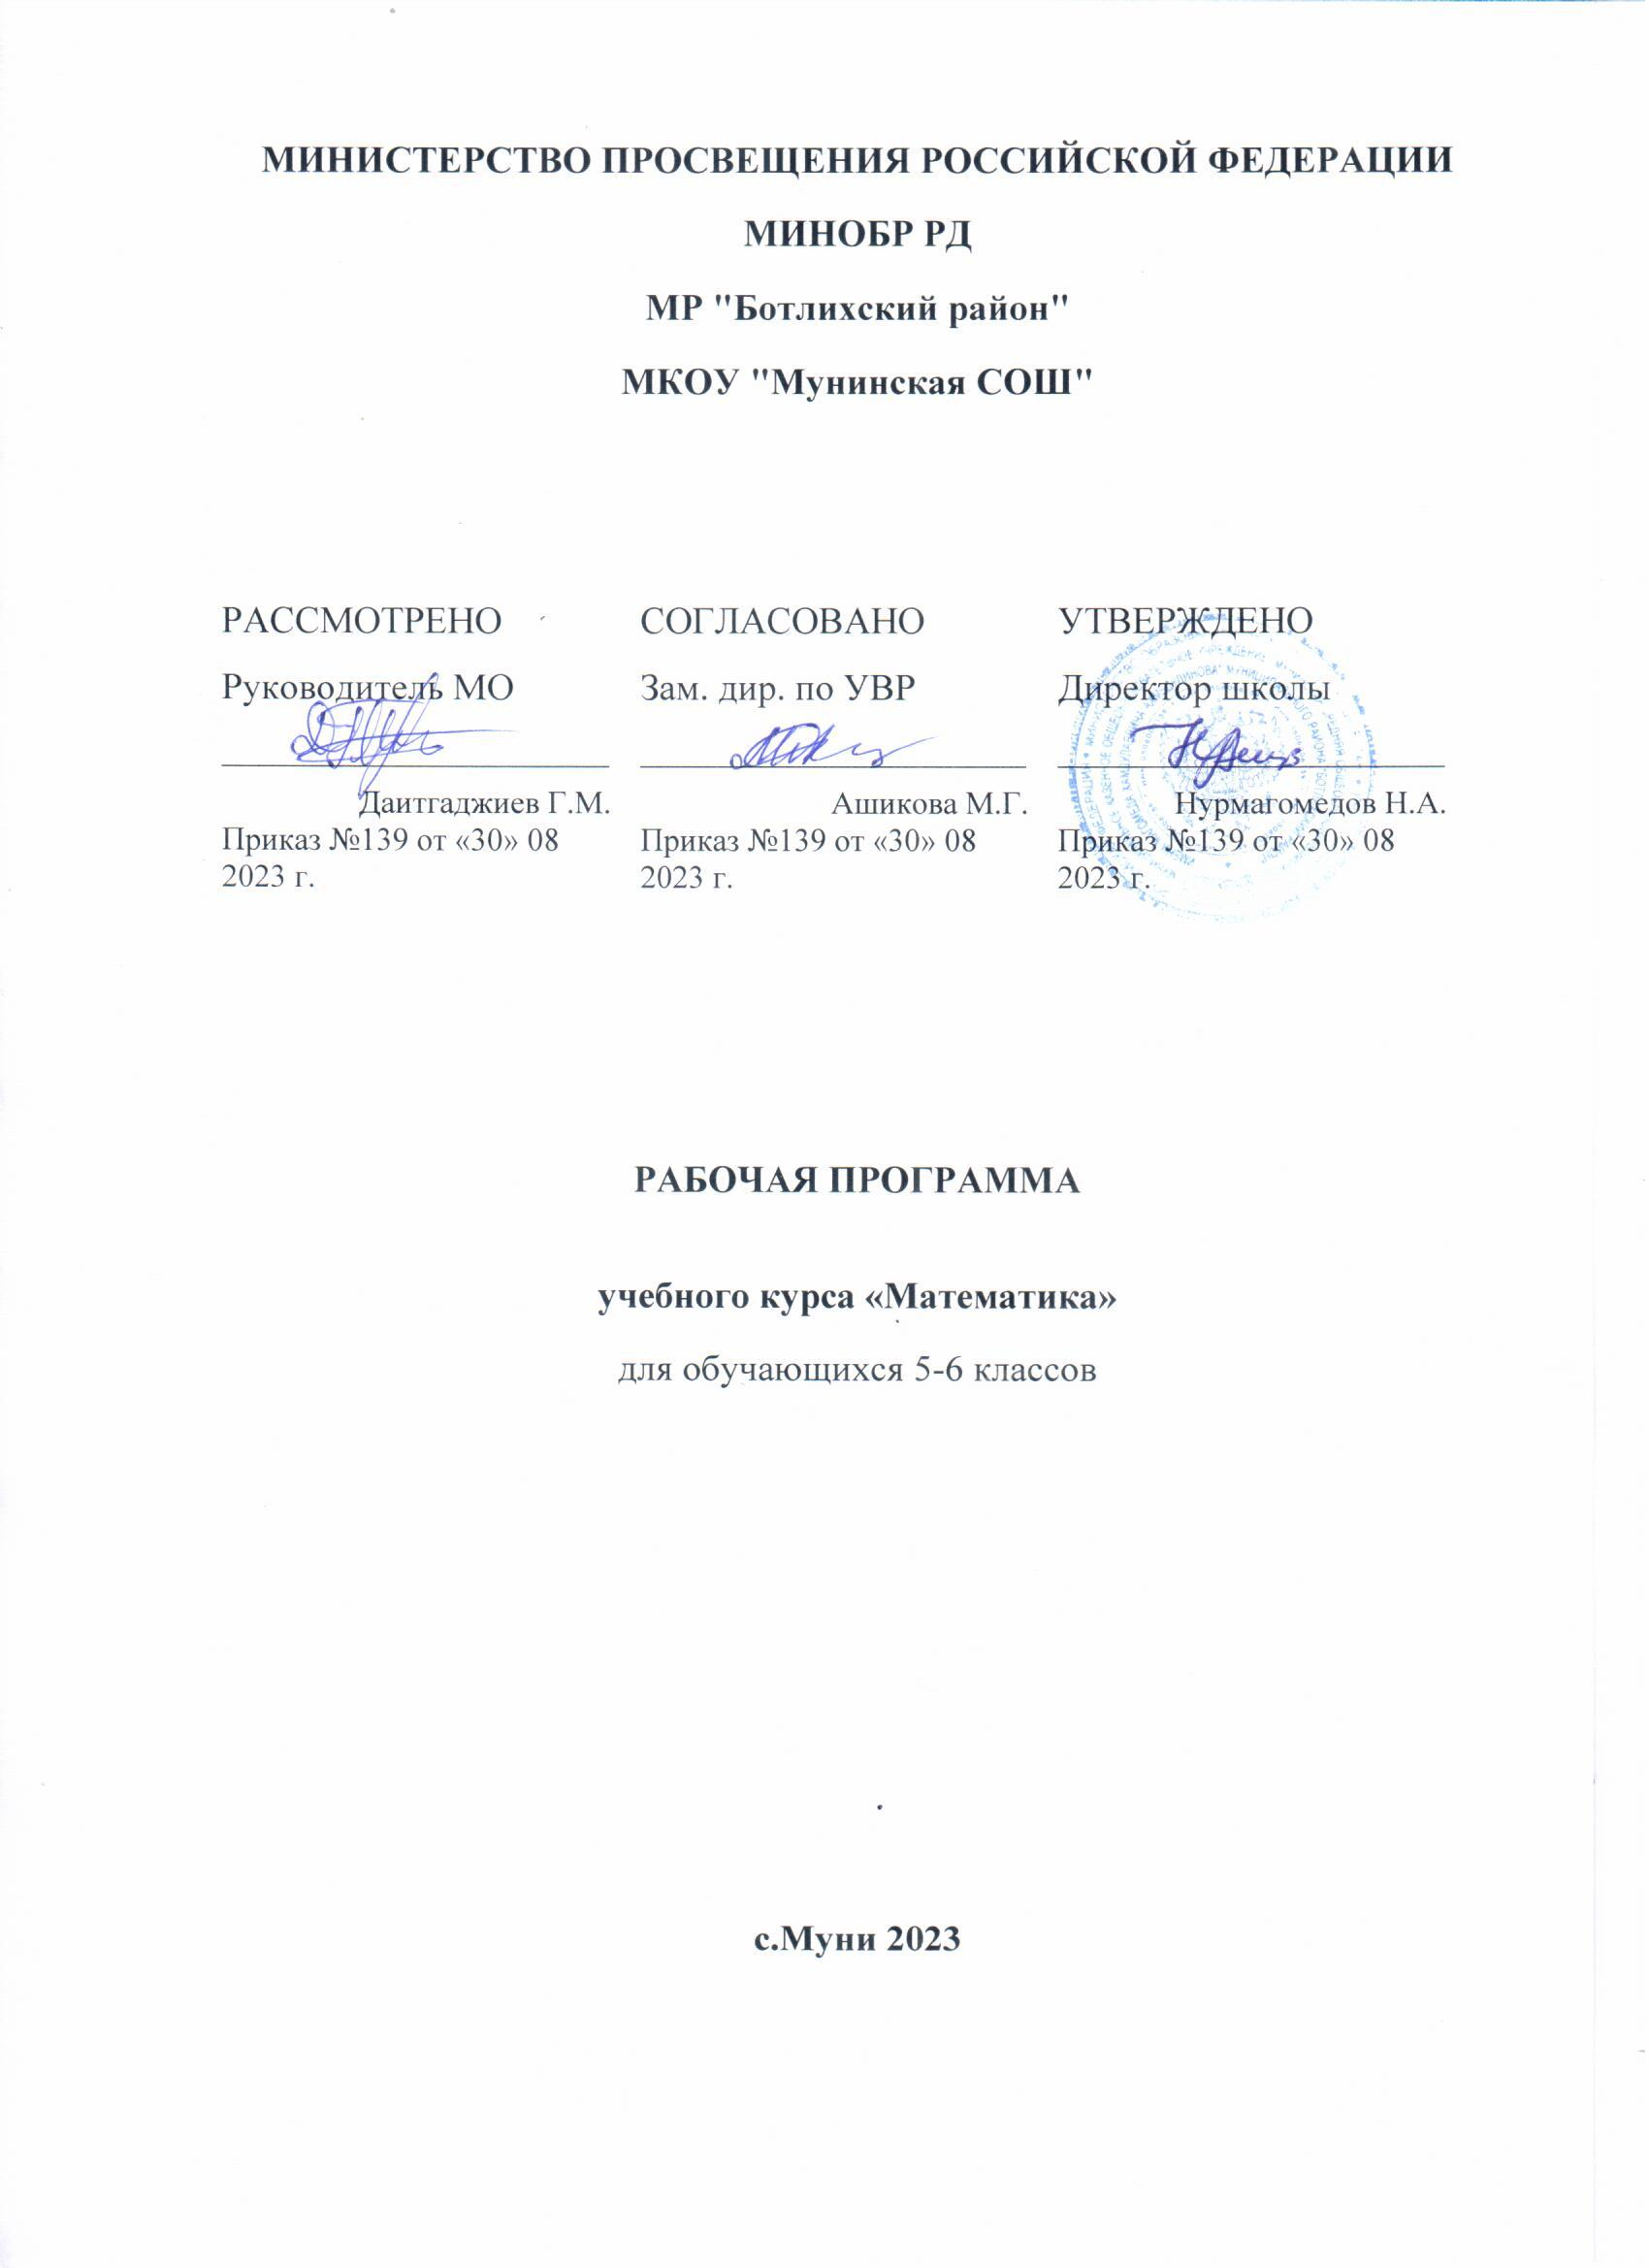 МИНИСТЕРСТВО ПРОСВЕЩЕНИЯ РОССИЙСКОЙ ФЕДЕРАЦИИ
МИНОБР РД
МР "Ботлихский район"
МКОУ "Мунинская СОШ"
РАССМОТРЕНО
Руководитель МО
Даитгаджиев Г.М.
Приказ №139 от «30» 08
2023 г.
СОГЛАСОВАНО
Зам. дир. по УВР
Ашикова М.Г.
Приказ №139 от «30» 08
2023 г.
УТВЕРЖДЕНО
Директор школы
Нурмагомедов Н.А.
Приказ №139 от «30» 08
2023 г.
РАБОЧАЯ ПРОГРАММА
учебного курса «Математика»
для обучающихся 5-6 классов
с.Муни 2023